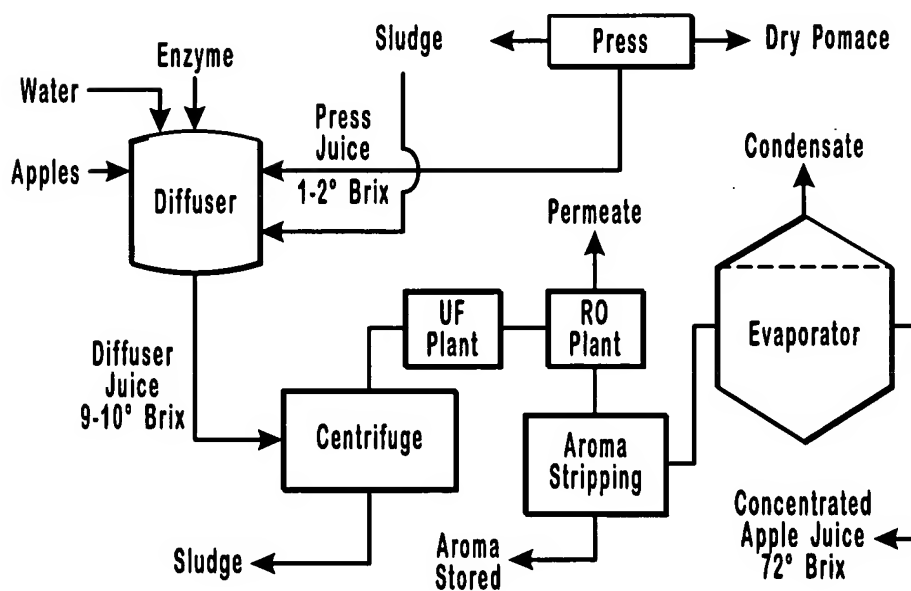 Sludge
Press
Dry Pomace
Enzyme
Water
Press
Juice
1-2° Brix
Apples
Diffuser
Condensate
Permeate
UF
Plant
RO
Plant
Evaporator
Diffuser
Juice
9-10° Brix
Centrifuge
Aroma
Stripping
Concentrated
Apple Juice
72° Brix
Sludge
Aroma
Stored